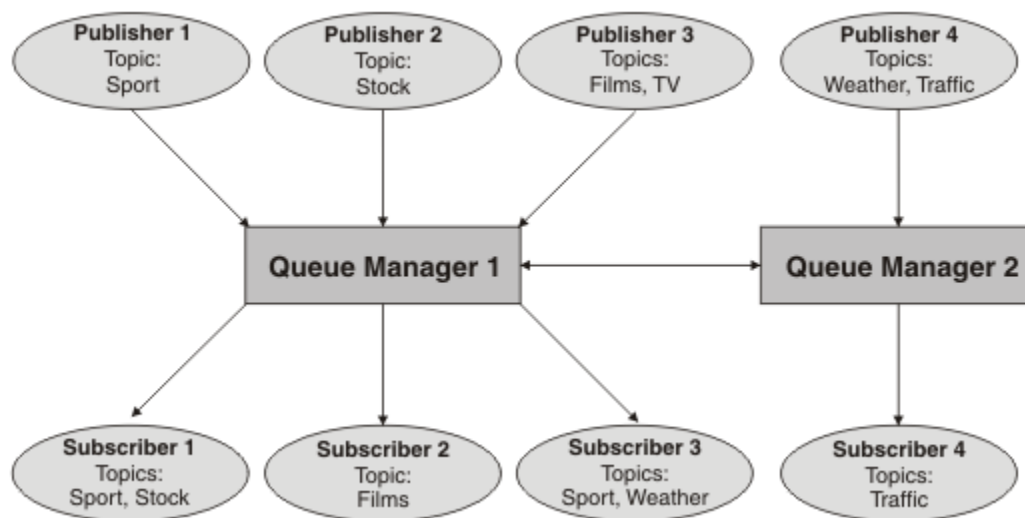 Publisher 1
Topic:
Sport
Publisher 2
Topic:
Stock
Publisher 3
Topics:
Films, TV
Publisher 4
Topics:
Weather, Traffic
Queue Manager 1
Queue Manager 2
Subscriber 1
Topics:
Sport, Stock
Subscriber 2
Topic:
Films
Subscriber 3
Topics:
Sport, Weather
Subscriber 4
Topics:
Traffic